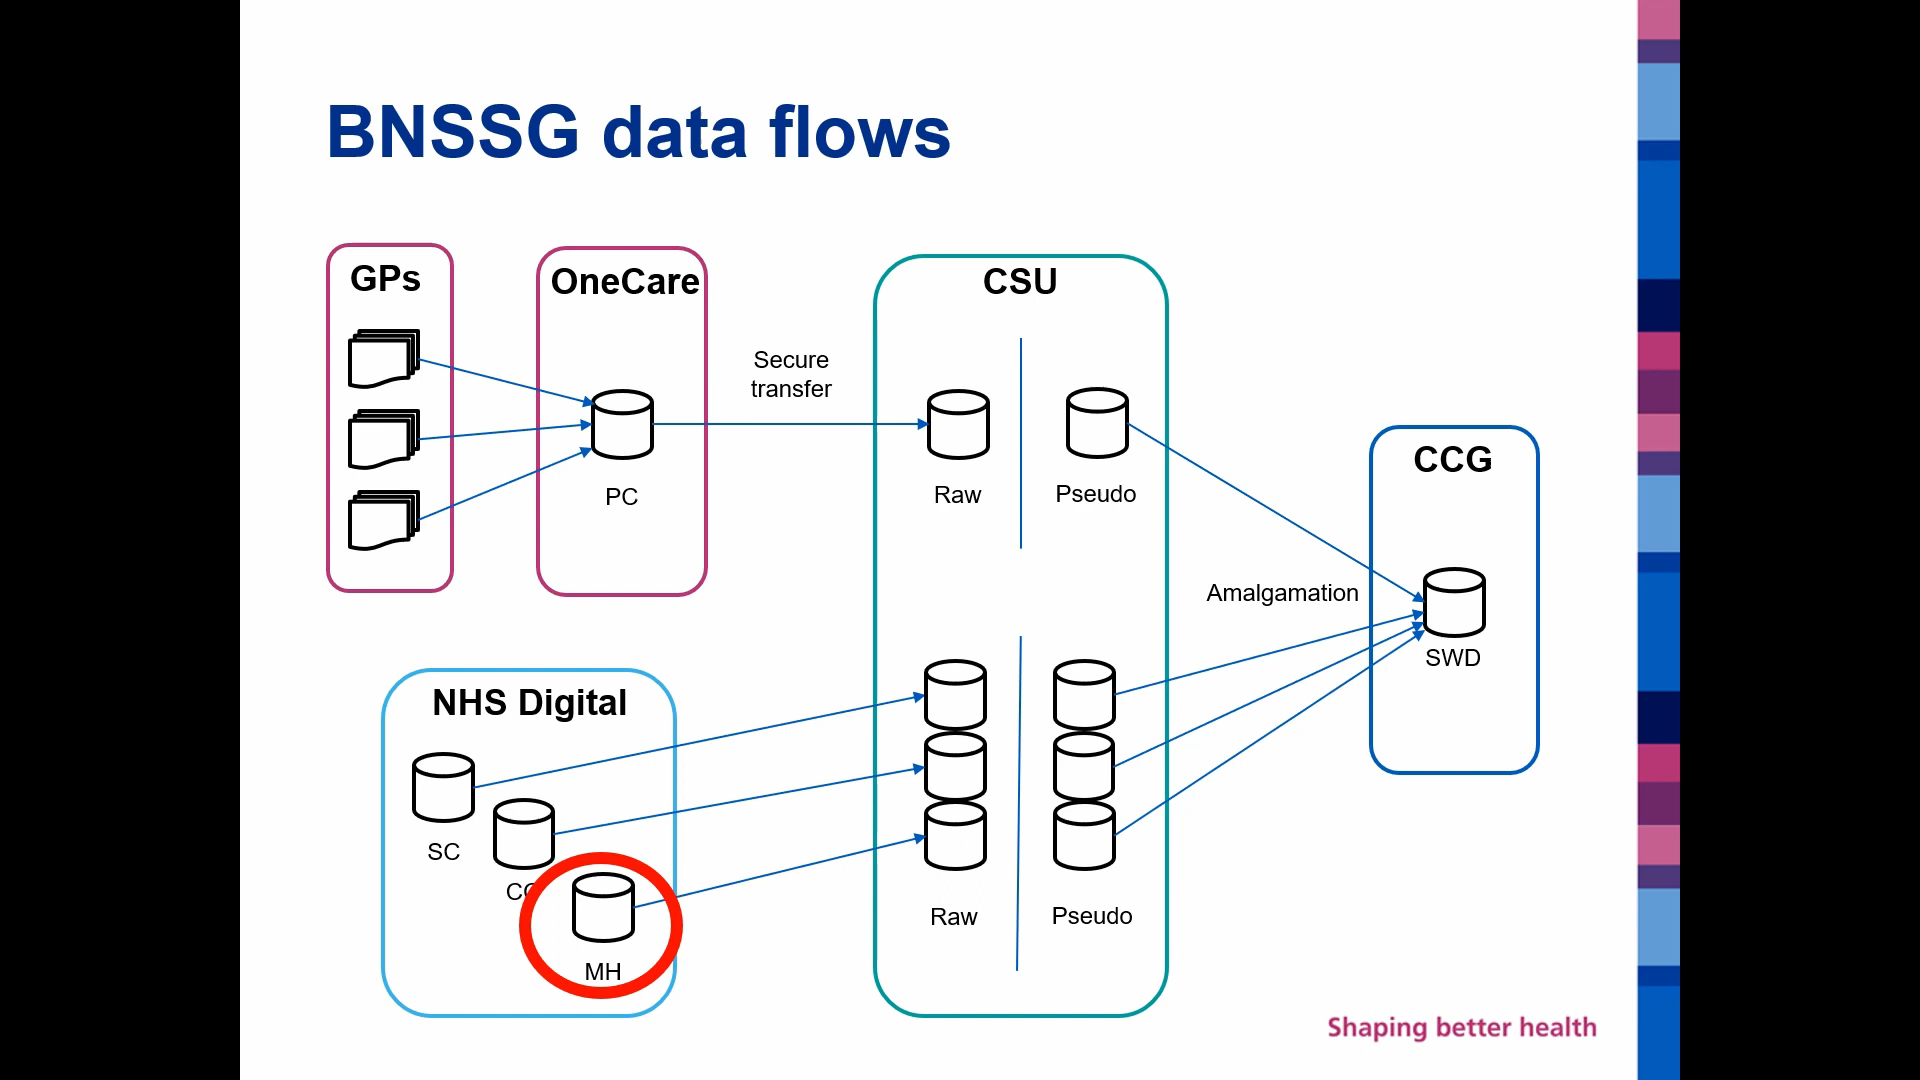 BNSSG data flows
GPs
OneCare
CSU
Secure
transfer
CCG
PC
Raw
Pseudo
Amalgamation
SWD
NHS Digital
SC
MH
Raw
Pseudo
Shaping better health